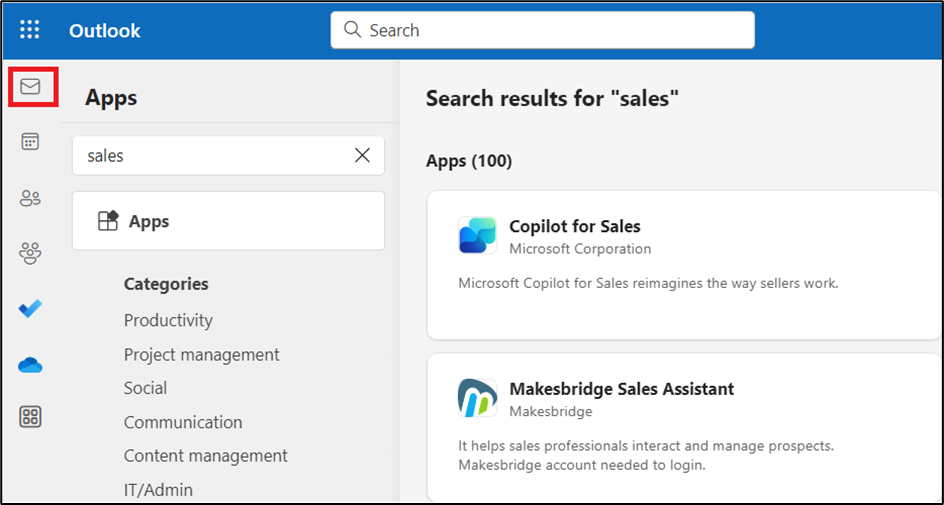 Outlook
Search
Apps
sales
Apps
Categories
Productivity
Project management
Social
Communication
Content management
IT/Admin
Search results for "sales"
Apps (100)
Copilot for Sales
Microsoft Corporation
Microsoft Copilot for Sales reimagines the way sellers work.
Makesbridge Sales Assistant
Makesbridge
It helps sales professionals interact and manage prospects.
Makesbridge account needed to login.